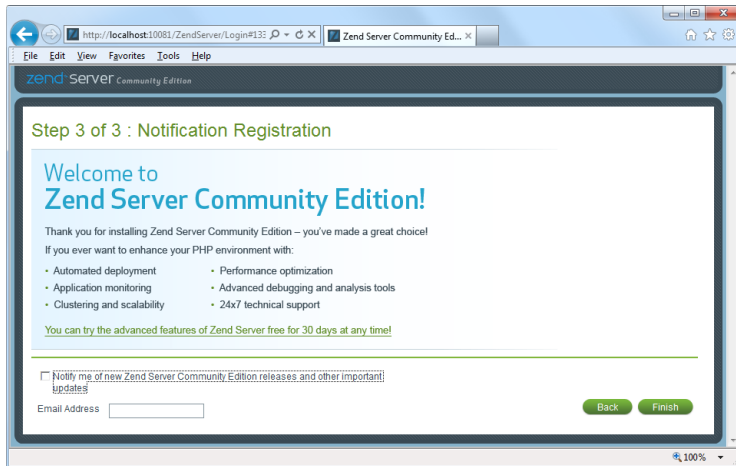 http://localhost:10081/ZendServer/Login#133
Zend Server Community Ed...
File Edit View Favorites Tools Help
zend server Community Edition
Step 3 of 3 : Notification Registration
Welcome to
Zend Server Community Edition!
Thank you for installing Zend Server Community Edition – you've made a great choice!
If you ever want to enhance your PHP environment with:
• Automated deployment • Performance optimization
• Application monitoring • Advanced debugging and analysis tools
• Clustering and scalability • 24x7 technical support
You can try the advanced features of Zend Server free for 30 days at any time!
Notify me of new Zend Server Community Edition releases and other important
updates
Email Address
Back Finish
100%